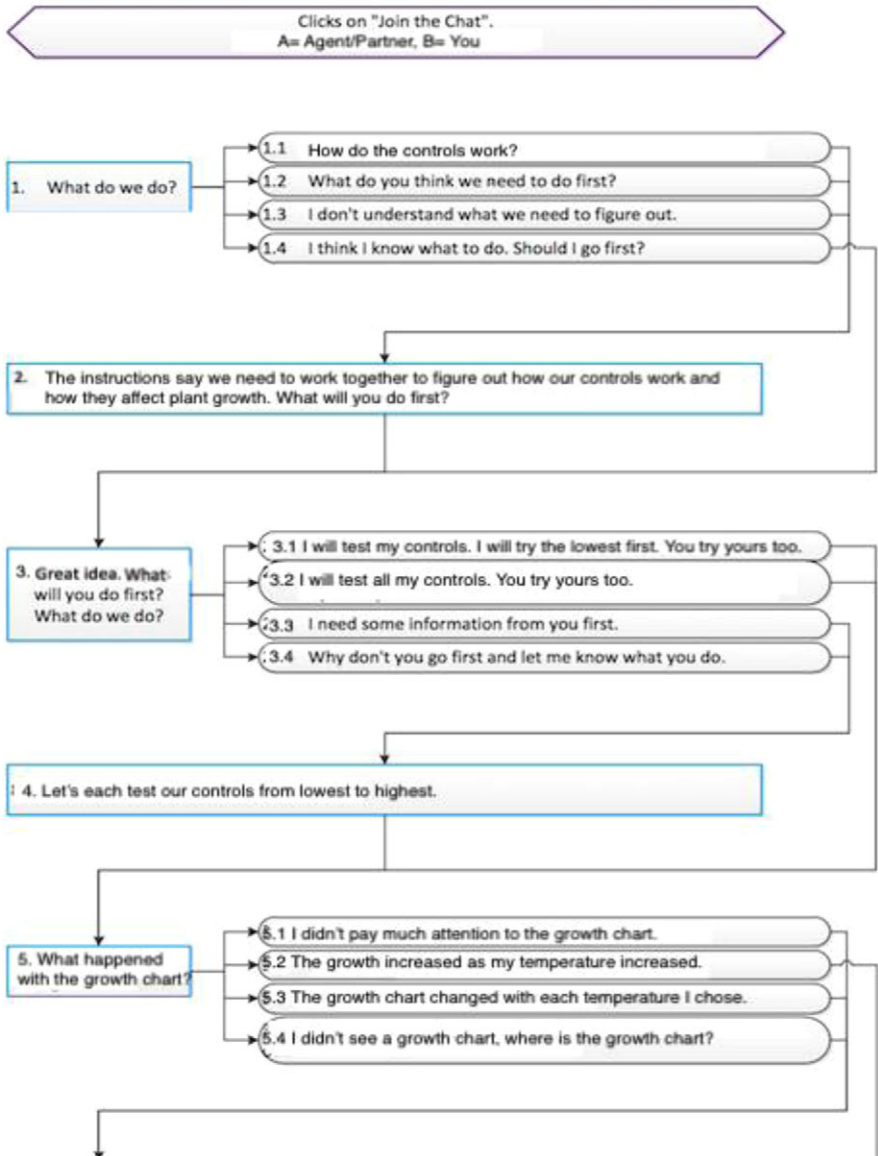 Clicks on "Join the Chat".
A= Agent/Partner, B= You
1. What do we do?
1.1 How do the controls work?
1.2 What do you think we need to do first?
1.3 I don't understand what we need to figure out.
1.4 I think I know what to do. Should I go first?
2. The instructions say we need to work together to figure out how our controls work and
how they affect plant growth. What will you do first?
3. Great idea. What
will you do first?
What do we do?
3.1 I will test my controls. I will try the lowest first. You try yours too.
3.2 I will test all my controls. You try yours too.
3.3 I need some information from you first.
3.4 Why don't you go first and let me know what you do.
4. Let's each test our controls from lowest to highest.
5. What happened
with the growth chart?
5.1 I didn't pay much attention to the growth chart.
5.2 The growth increased as my temperature increased.
5.3 The growth chart changed with each temperature I chose.
5.4 I didn't see a growth chart, where is the growth chart?